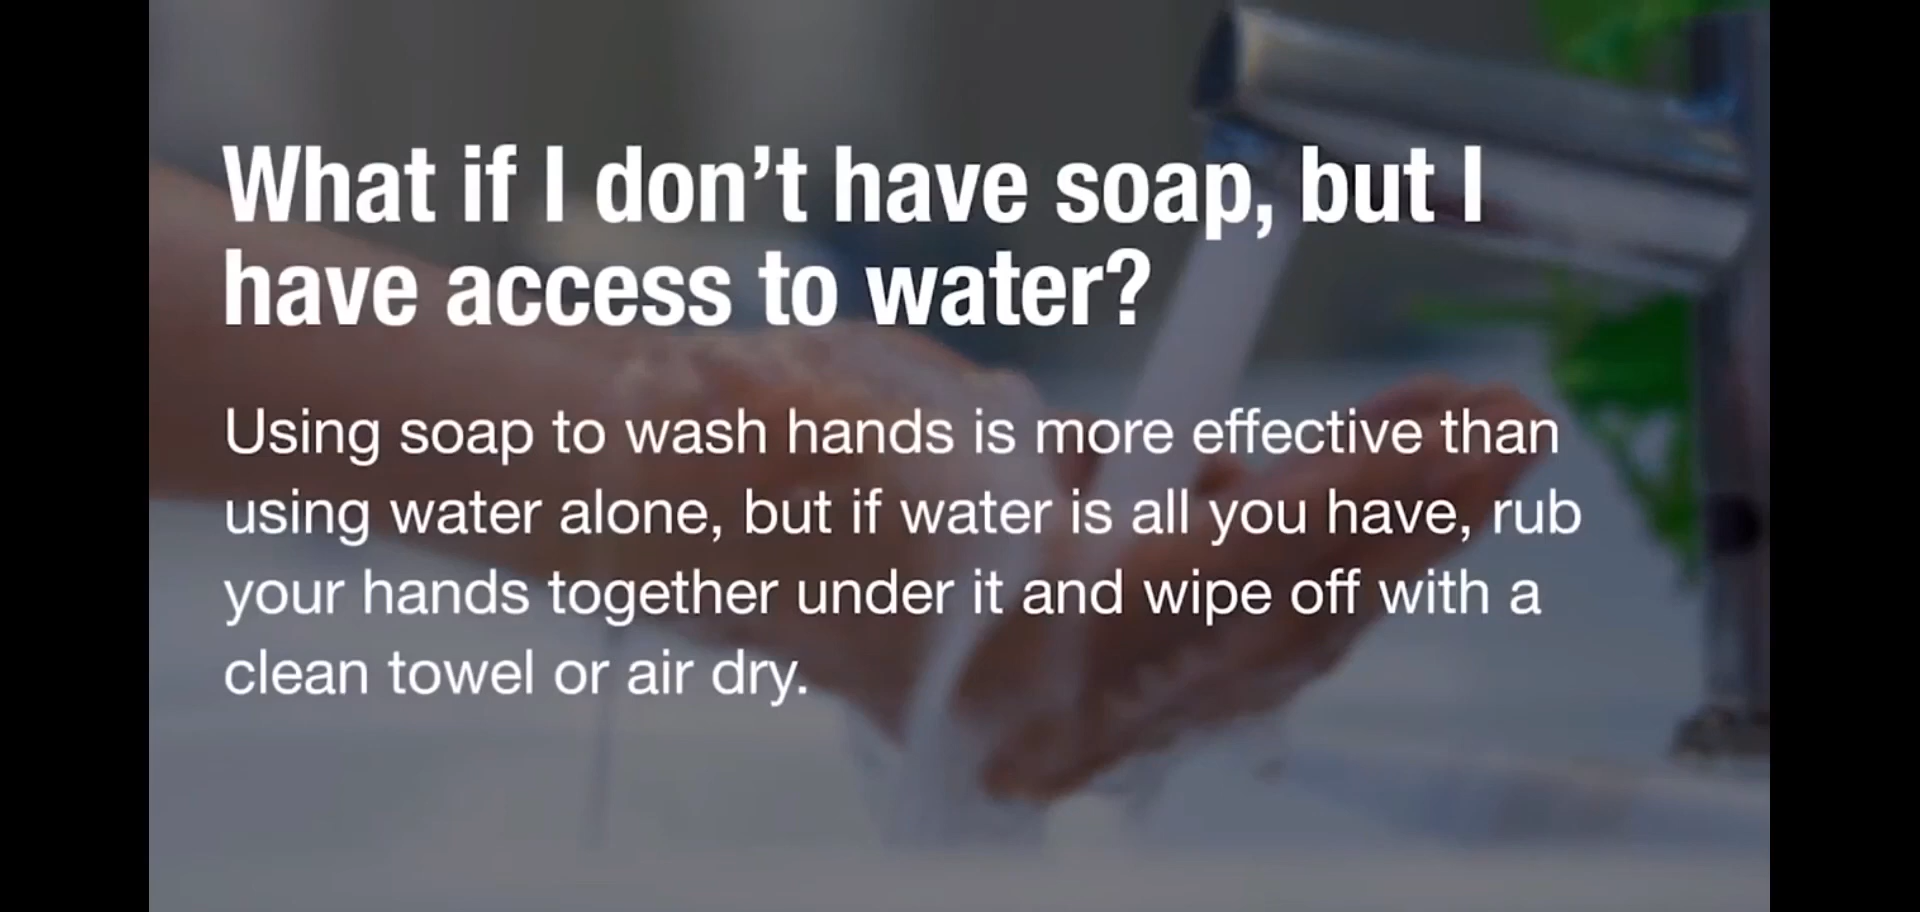 What if I don’t have soap, but I
have access to water?
Using soap to wash hands is more effective than
using water alone, but if water is all you have, rub
your hands together under it and wipe off with a
clean towel or air dry.